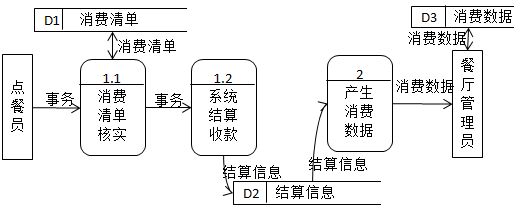 D1 消费清单
D3 消费数据
消费清单
消费数据
点餐员
事务
1.1
消费
清单
核实
事务
1.2
系统
结算
收款
2
产生
消费
数据
消费数据
餐厅管理员
结算信息
结算信息
D2 结算信息